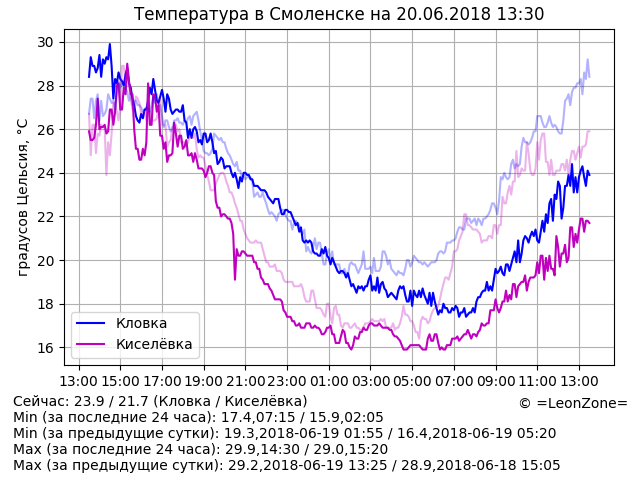 Температура в Смоленске на 20.06.2018 13:30
градусов Цельсия, °C
30
28
26
24
22
20
18
16
Кловка
Киселёвка
13:00 15:00 17:00 19:00 21:00 23:00 01:00 03:00 05:00 07:00 09:00 11:00 13:00
Сейчас: 23.9 / 21.7 (Кловка / Киселёвка)
© =LeonZone=
Min (за последние 24 часа): 17.4,07:15 / 15.9,02:05
Min (за предыдущие сутки): 19.3,2018-06-19 01:55 / 16.4,2018-06-19 05:20
Max (за последние 24 часа): 29.9,14:30 / 29.0,15:20
Max (за предыдущие сутки): 29.2,2018-06-19 13:25 / 28.9,2018-06-18 15:05